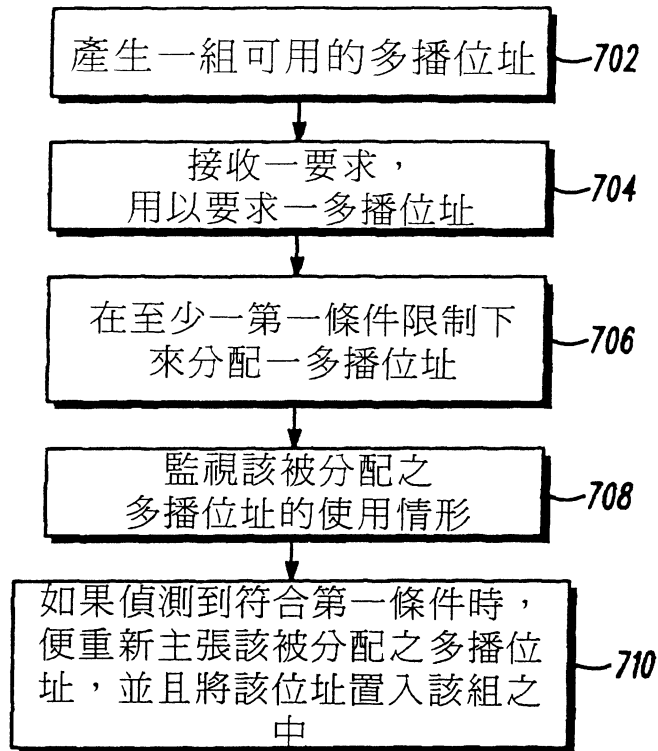 產生一組可用的多播位址
702
接收一要求，
用以要求一多播位址
704
在至少一第一條件限制下
來分配一多播位址
706
監視該被分配之
多播位址的使用情形
708
如果偵測到符合第一條件時，
便重新主張該被分配之多播位
址，並且將該位址置入該組之
中
710